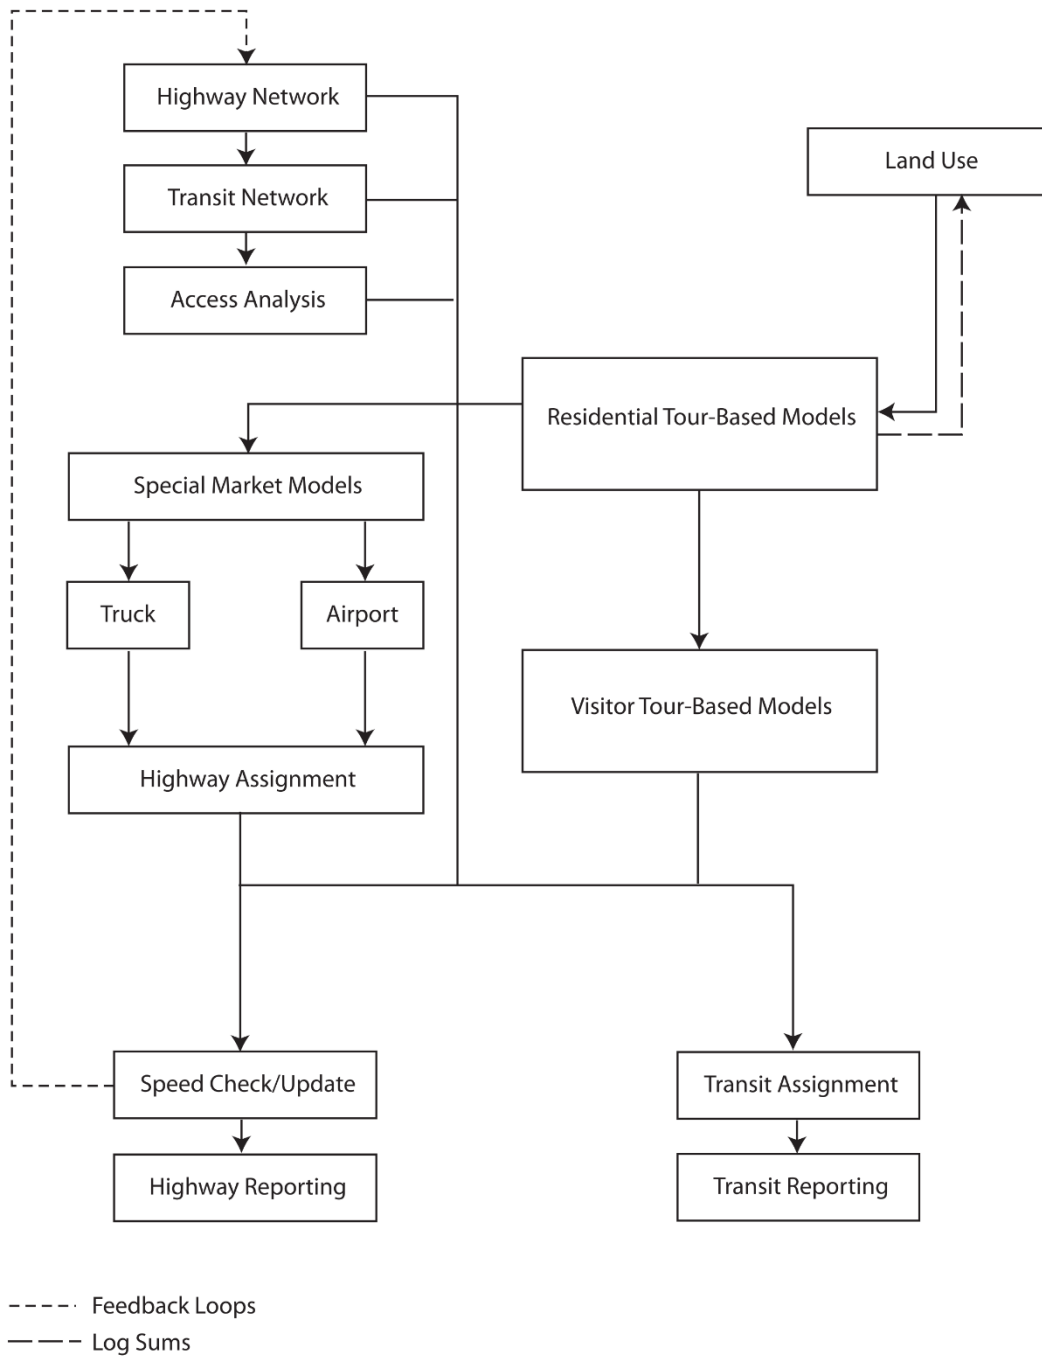 Highway Network
Land Use
Transit Network
Access Analysis
Residential Tour-Based Models
Special Market Models
Truck
Airport
Visitor Tour-Based Models
Highway Assignment
Speed Check/Update
Transit Assignment
Highway Reporting
Transit Reporting
Feedback Loops
Log Sums